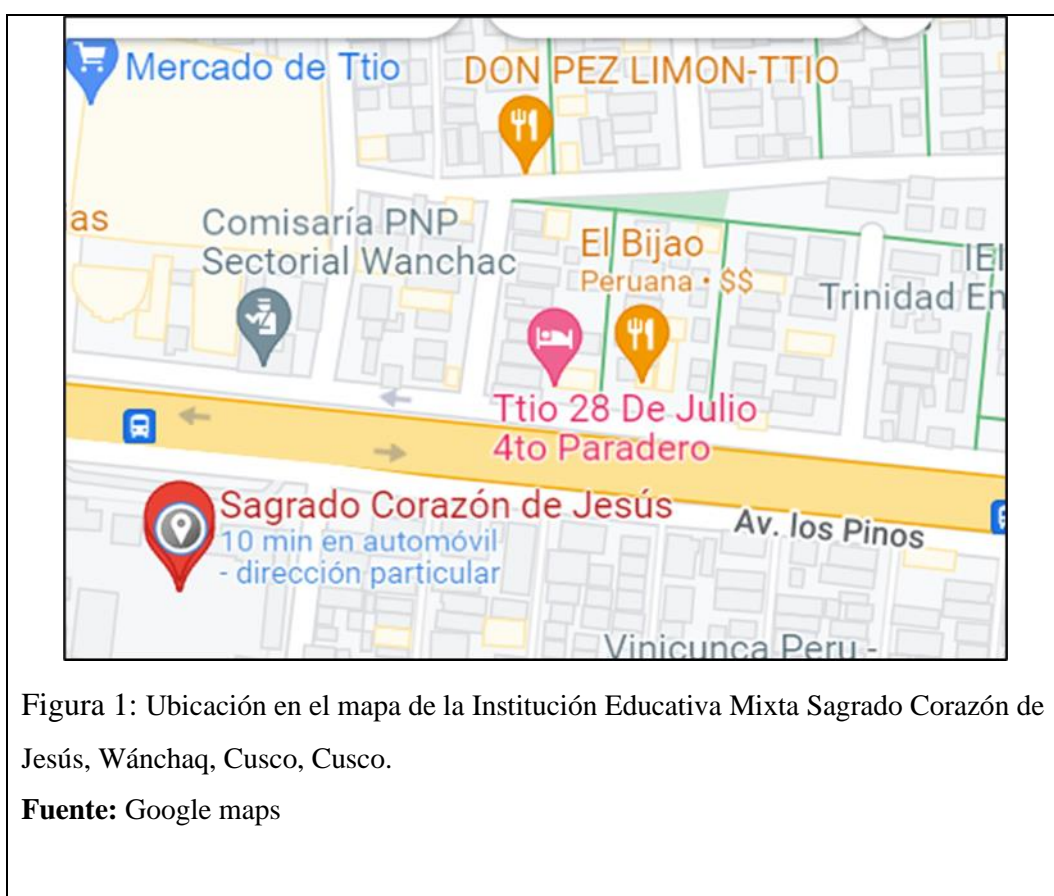 Mercado de Ttio
DON PEZ LIMON-TTIO
as
Comisaría PNP
Sectorial Wanchac
El Bijao
Peruana • $$
IEI
Trinidad En
Ttio 28 De Julio
4to Paradero
Sagrado Corazón de Jesús
10 min en automóvil
- dirección particular
Av. los Pinos
Vinicunca Peru -
Figura 1: Ubicación en el mapa de la Institución Educativa Mixta Sagrado Corazón de
Jesús, Wánchaq, Cusco, Cusco.
Fuente: Google maps